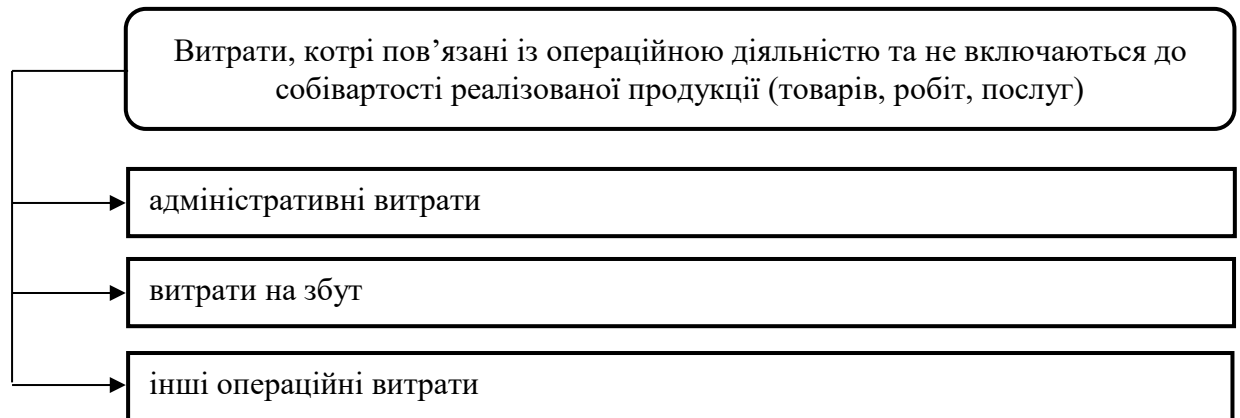 Витрати, котрі пов’язані із операційною діяльністю та не включаються до
собівартості реалізованої продукції (товарів, робіт, послуг)
адміністративні витрати
витрати на збут
інші операційні витрати